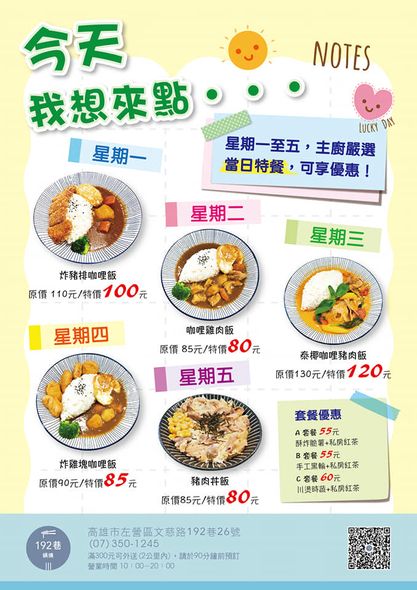 今天
我想來點・・・
NOTES
LUCKY DAY
星期一至五，主廚嚴選
當日特餐，可享優惠！
星期一
炸豬排咖哩飯
原價 110元/特價100元
星期二
咖哩雞肉飯
原價 85元/特價80元
星期三
泰椰咖哩豬肉飯
原價130元/特價120元
星期四
炸雞塊咖哩飯
原價90元/特價85元
星期五
豬肉丼飯
原價85元/特價80元
套餐優惠
A 套餐 55元
酥炸脆薯+私房紅茶
B 套餐 55元
手工黑輪+私房紅茶
C 套餐 60元
川燙時蔬+私房紅茶
192巷
鍋燒
高雄市左營區文慈路192巷26號
(07) 350-1245
滿300元可外送(2公里內)，請於90分鐘前預訂
營業時間 10：00－20：00